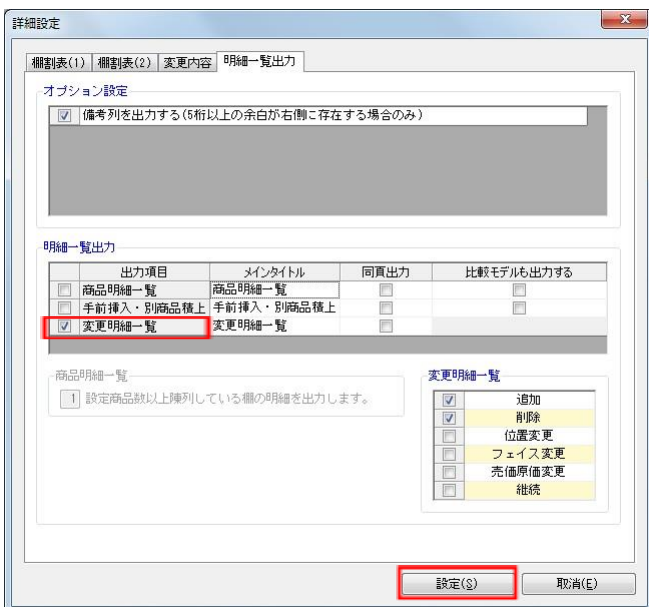 詳細設定
棚割表(1) 棚割表(2) 変更内容 明細一覧出力
オプション設定
備考列を出力する(5桁以上の余白が右側に存在する場合のみ)
明細一覧出力
出力項目 メインタイトル 同頁出力 比較モデルも出力する
商品明細一覧 商品明細一覧
手前挿入・別商品積上 手前挿入・別商品積上
変更明細一覧 変更明細一覧
商品明細一覧
1 設定商品数以上陳列している棚の明細を出力します。
変更明細一覧
追加
削除
位置変更
フェイス変更
売価原価変更
継続
設定(S) 取消(E)